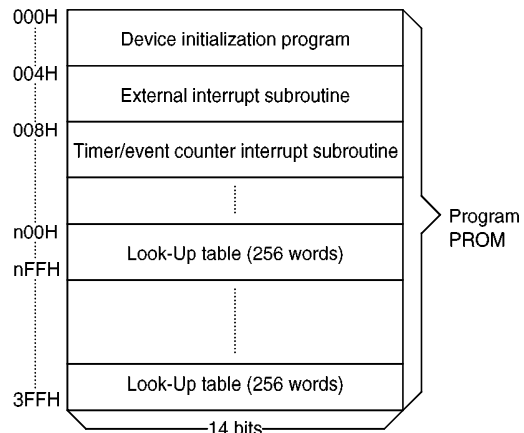 000H
Device initialization program
004H
External interrupt subroutine
008H
Timer/event counter interrupt subroutine
n00H
Look-Up table (256 words)
nFFH
Program
PROM
Look-Up table (256 words)
3FFH
14 bits